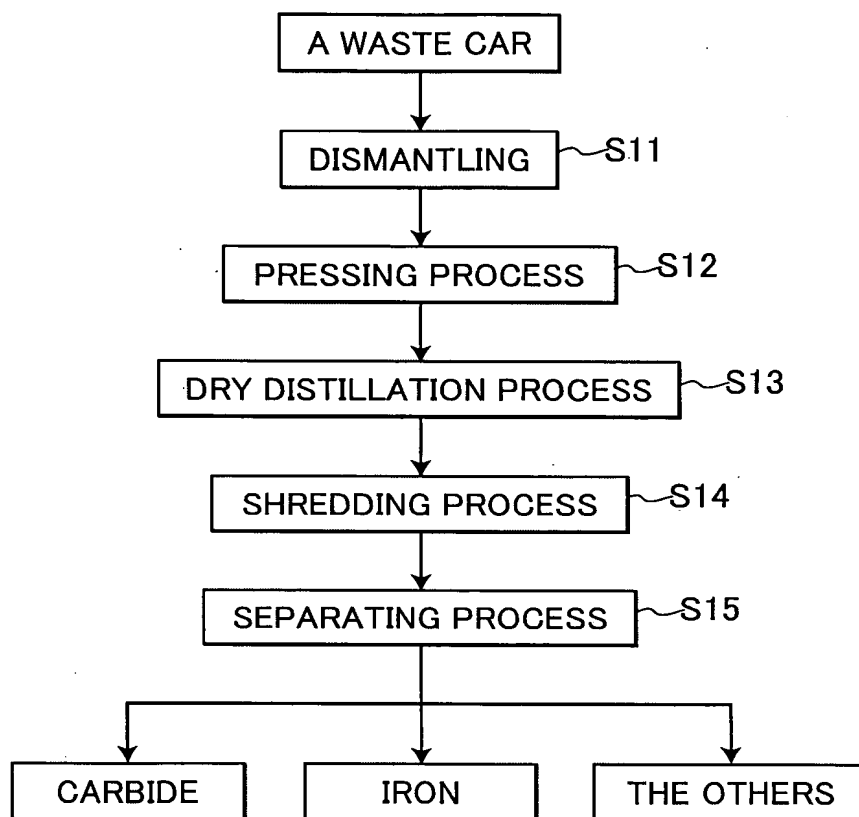 A WASTE CAR
DISMANTLING
S11
PRESSING PROCESS
S12
DRY DISTILLATION PROCESS
S13
SHREDDING PROCESS
S14
SEPARATING PROCESS
S15
CARBIDE
IRON
THE OTHERS